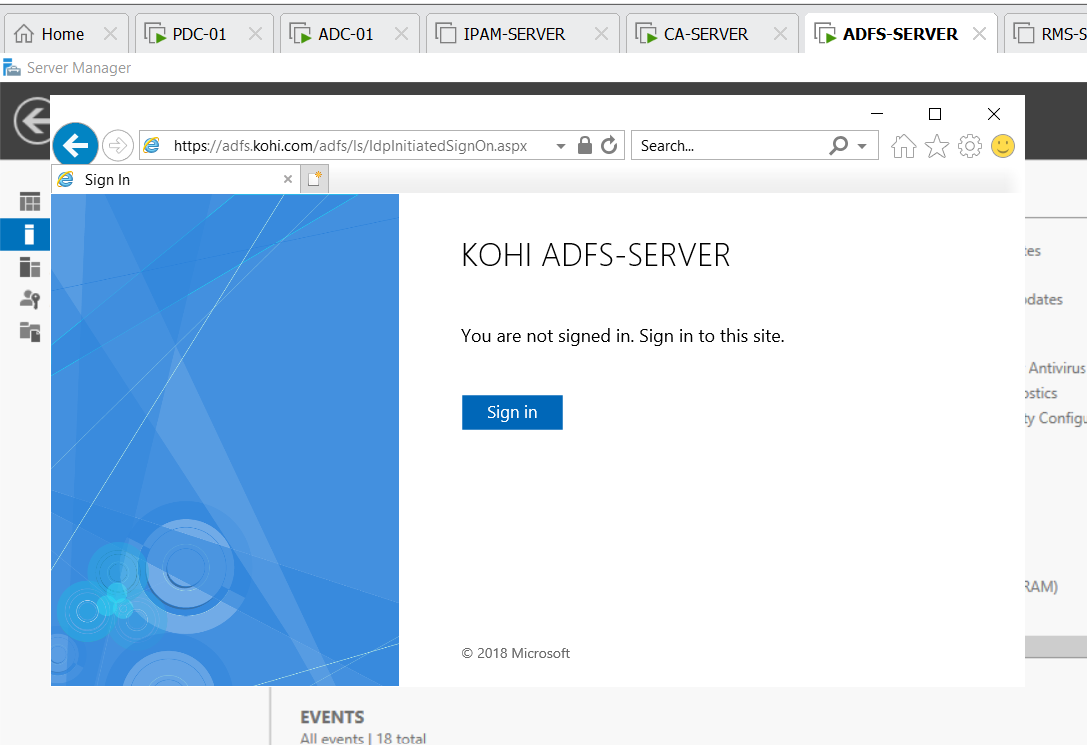 Home
PDC-01
ADC-01
IPAM-SERVER
CA-SERVER
ADFS-SERVER
RMS-S
Server Manager
https://adfs.kohi.com/adfs/ls/IdpInitiatedSignOn.aspx
Search...
Sign In
KOHI ADFS-SERVER
You are not signed in. Sign in to this site.
Sign in
© 2018 Microsoft
dates
Antivirus
ostics
ty Configu
RAM)
EVENTS
All events | 18 total